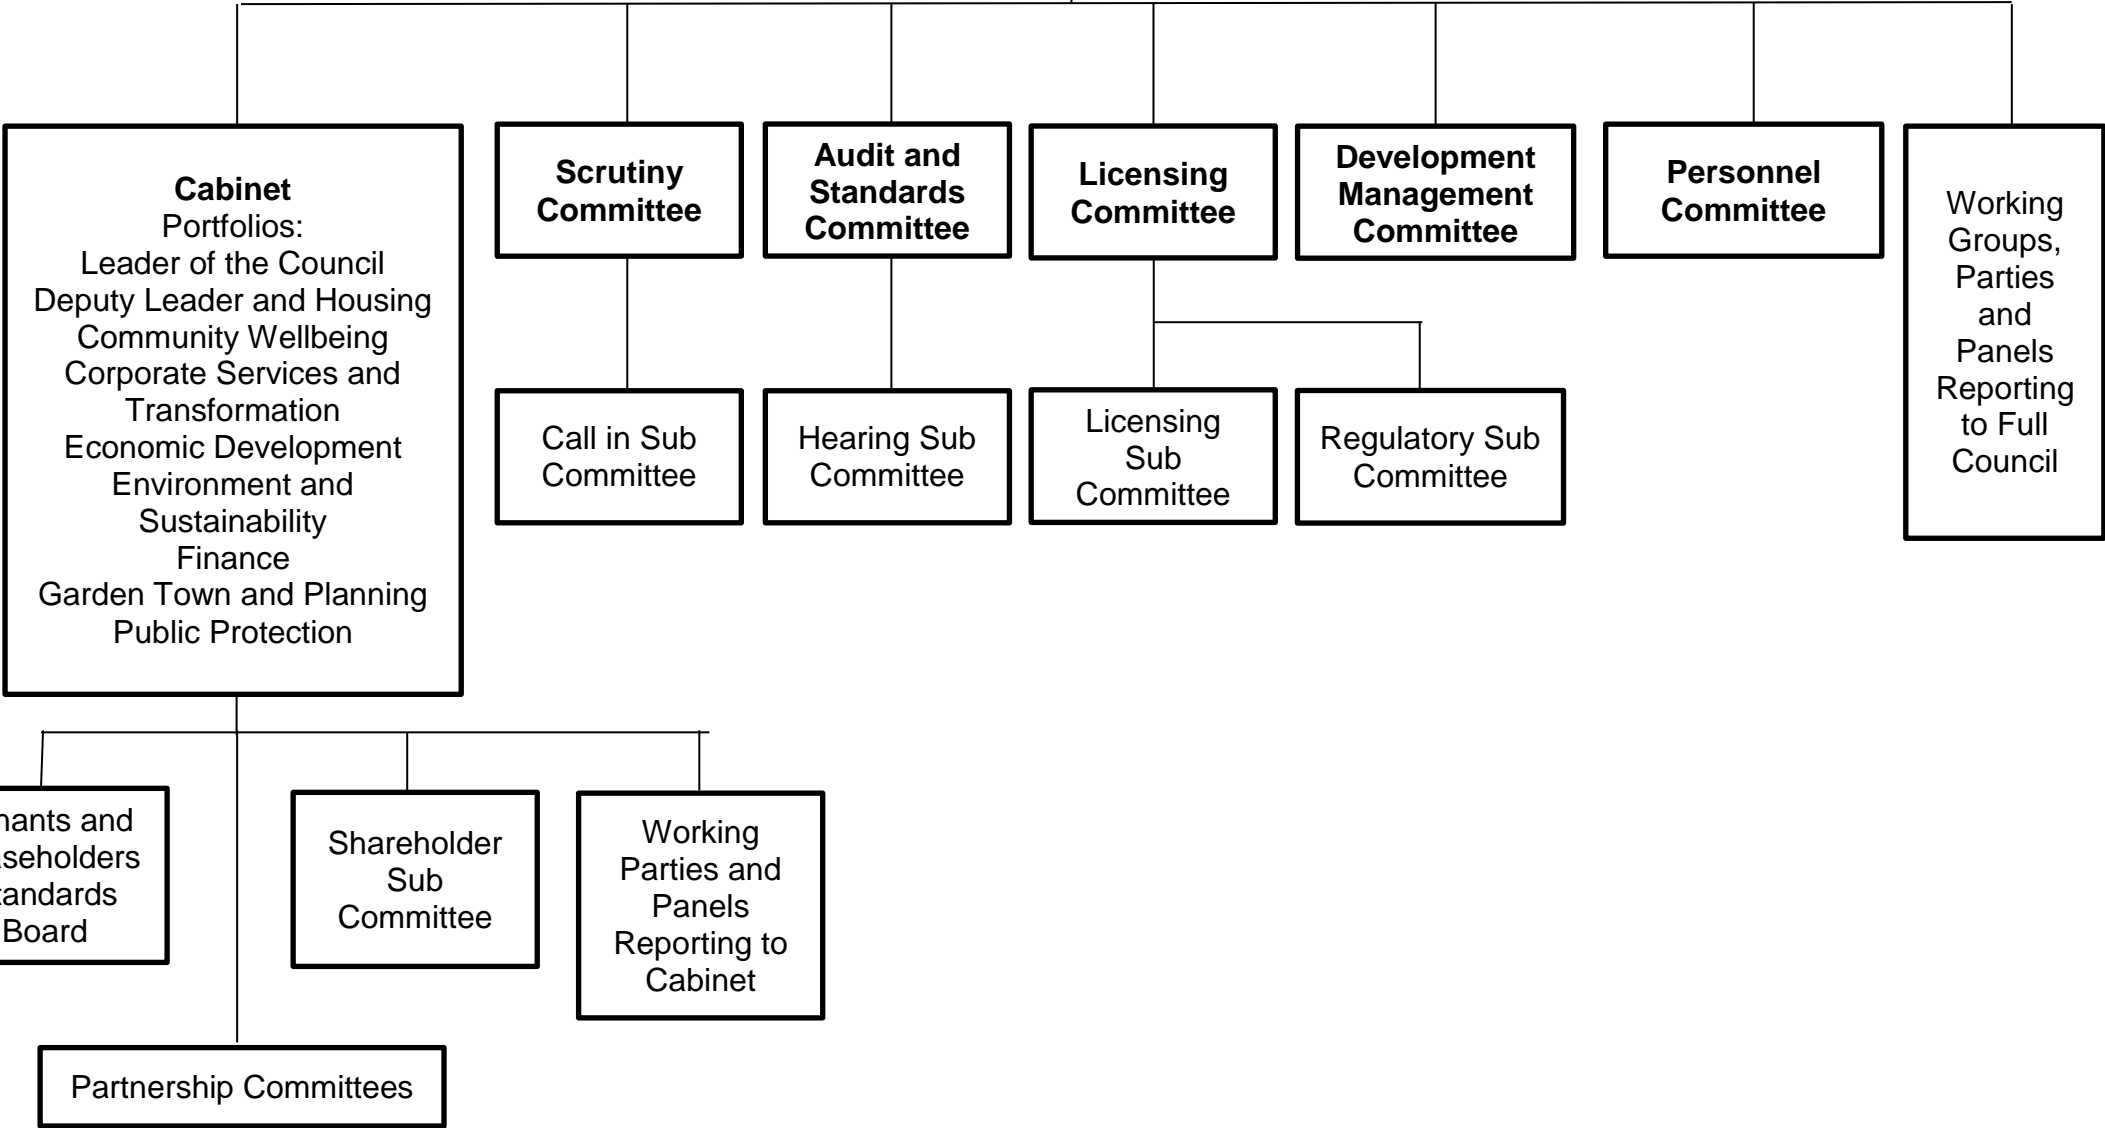 Cabinet
Portfolios:
Leader of the Council
Deputy Leader and Housing
Community Wellbeing
Corporate Services and
Transformation
Economic Development
Environment and
Sustainability
Finance
Garden Town and Planning
Public Protection
Scrutiny
Committee
Audit and
Standards
Committee
Licensing
Committee
Development
Management
Committee
Personnel
Committee
Working
Groups,
Parties
and
Panels
Reporting
to Full
Council
Call in Sub
Committee
Hearing Sub
Committee
Licensing
Sub
Committee
Regulatory Sub
Committee
and
Board
Shareholder
Sub
Committee
Working
Parties and
Panels
Reporting to
Cabinet
Partnership Committees